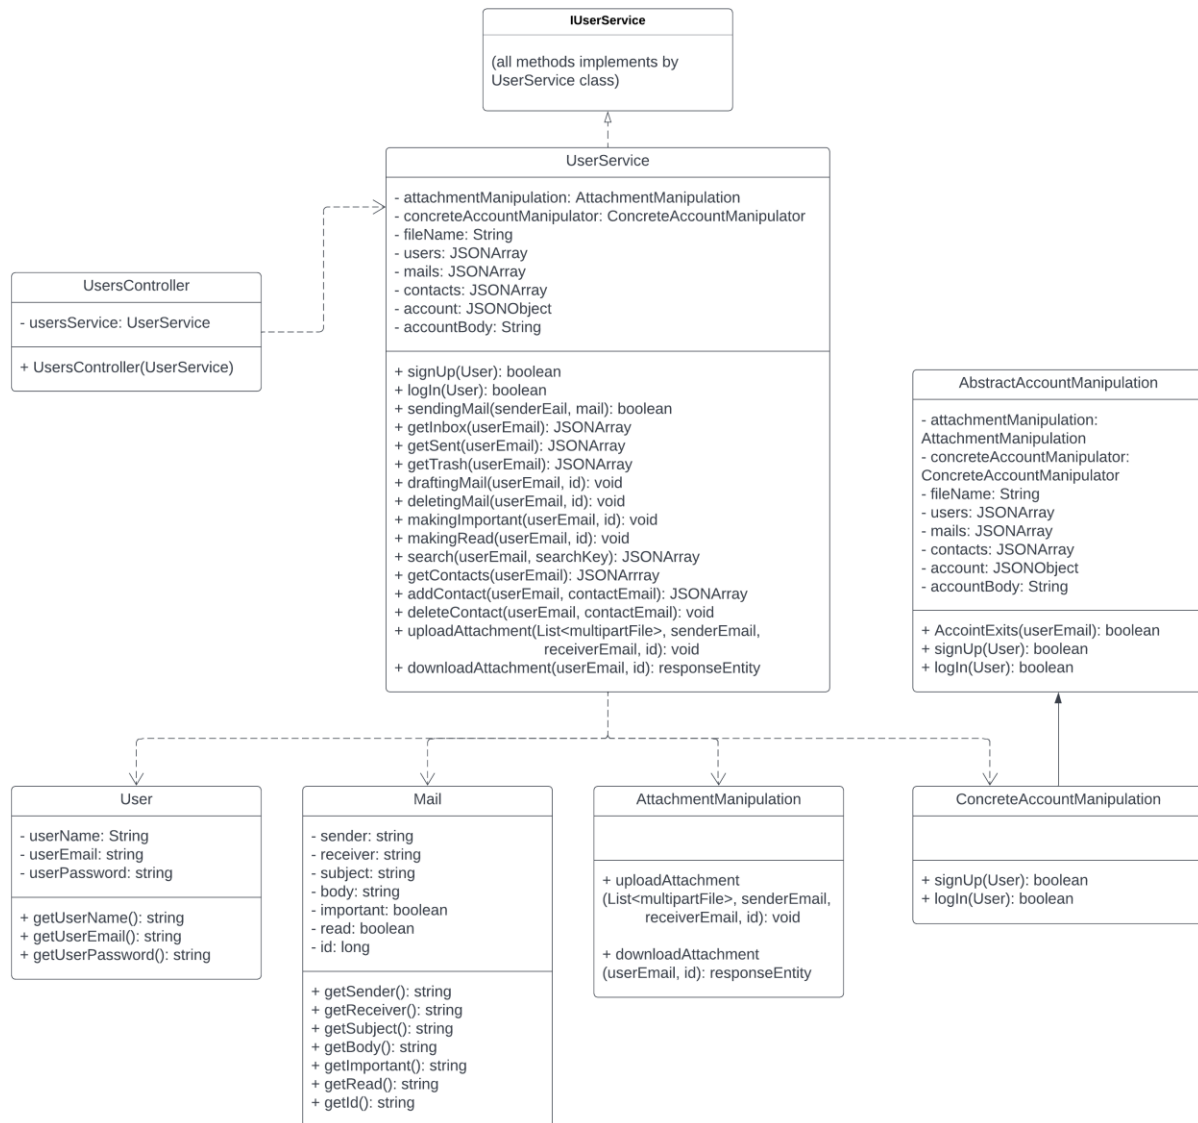 IUserService
(all methods implements by
UserService class)
UserService
- attachmentManipulation: AttachmentManipulation
- concreteAccountManipulator: ConcreteAccountManipulator
- fileName: String
- users: JSONArray
- mails: JSONArray
- contacts: JSONArray
- account: JSONObject
- accountBody: String
+ signUp(User): boolean
+ logIn(User): boolean
+ sendingMail(senderEail, mail): boolean
+ getInbox(userEmail): JSONArray
+ getSent(userEmail): JSONArray
+ getTrash(userEmail): JSONArray
+ draftingMail(userEmail, id): void
+ deletingMail(userEmail, id): void
+ makingImportant(userEmail, id): void
+ makingRead(userEmail, id): void
+ search(userEmail, searchKey): JSONArray
+ getContacts(userEmail): JSONArrray
+ addContact(userEmail, contactEmail): JSONArray
+ deleteContact(userEmail, contactEmail): void
+ uploadAttachment(List<multipartFile>, senderEmail,
receiverEmail, id): void
+ downloadAttachment(userEmail, id): responseEntity
UsersController
- usersService: UserService
+ UsersController(UserService)
AbstractAccountManipulation
- attachmentManipulation:
AttachmentManipulation
- concreteAccountManipulator:
ConcreteAccountManipulator
- fileName: String
- users: JSONArray
- mails: JSONArray
- contacts: JSONArray
- account: JSONObject
- accountBody: String
+ AccointExits(userEmail): boolean
+ signUp(User): boolean
+ logIn(User): boolean
User
- userName: String
- userEmail: string
- userPassword: string
+ getUserName(): string
+ getUserEmail(): string
+ getUserPassword(): string
Mail
- sender: string
- receiver: string
- subject: string
- body: string
- important: boolean
- read: boolean
- id: long
+ getSender(): string
+ getReceiver(): string
+ getSubject(): string
+ getBody(): string
+ getImportant(): string
+ getRead(): string
+ getId(): string
AttachmentManipulation
+ uploadAttachment
(List<multipartFile>, senderEmail,
receiverEmail, id): void
+ downloadAttachment
(userEmail, id): responseEntity
ConcreteAccountManipulation
+ signUp(User): boolean
+ logIn(User): boolean